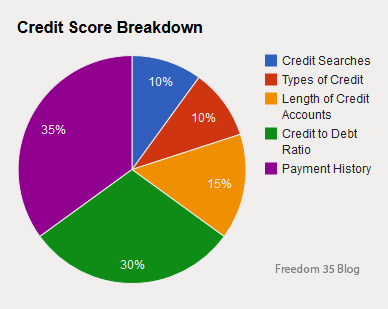 Credit Score Breakdown
10%
10%
15%
30%
35%
Credit Searches
Types of Credit
Length of Credit
Accounts
Credit to Debt
Ratio
Payment History
Freedom 35 Blog